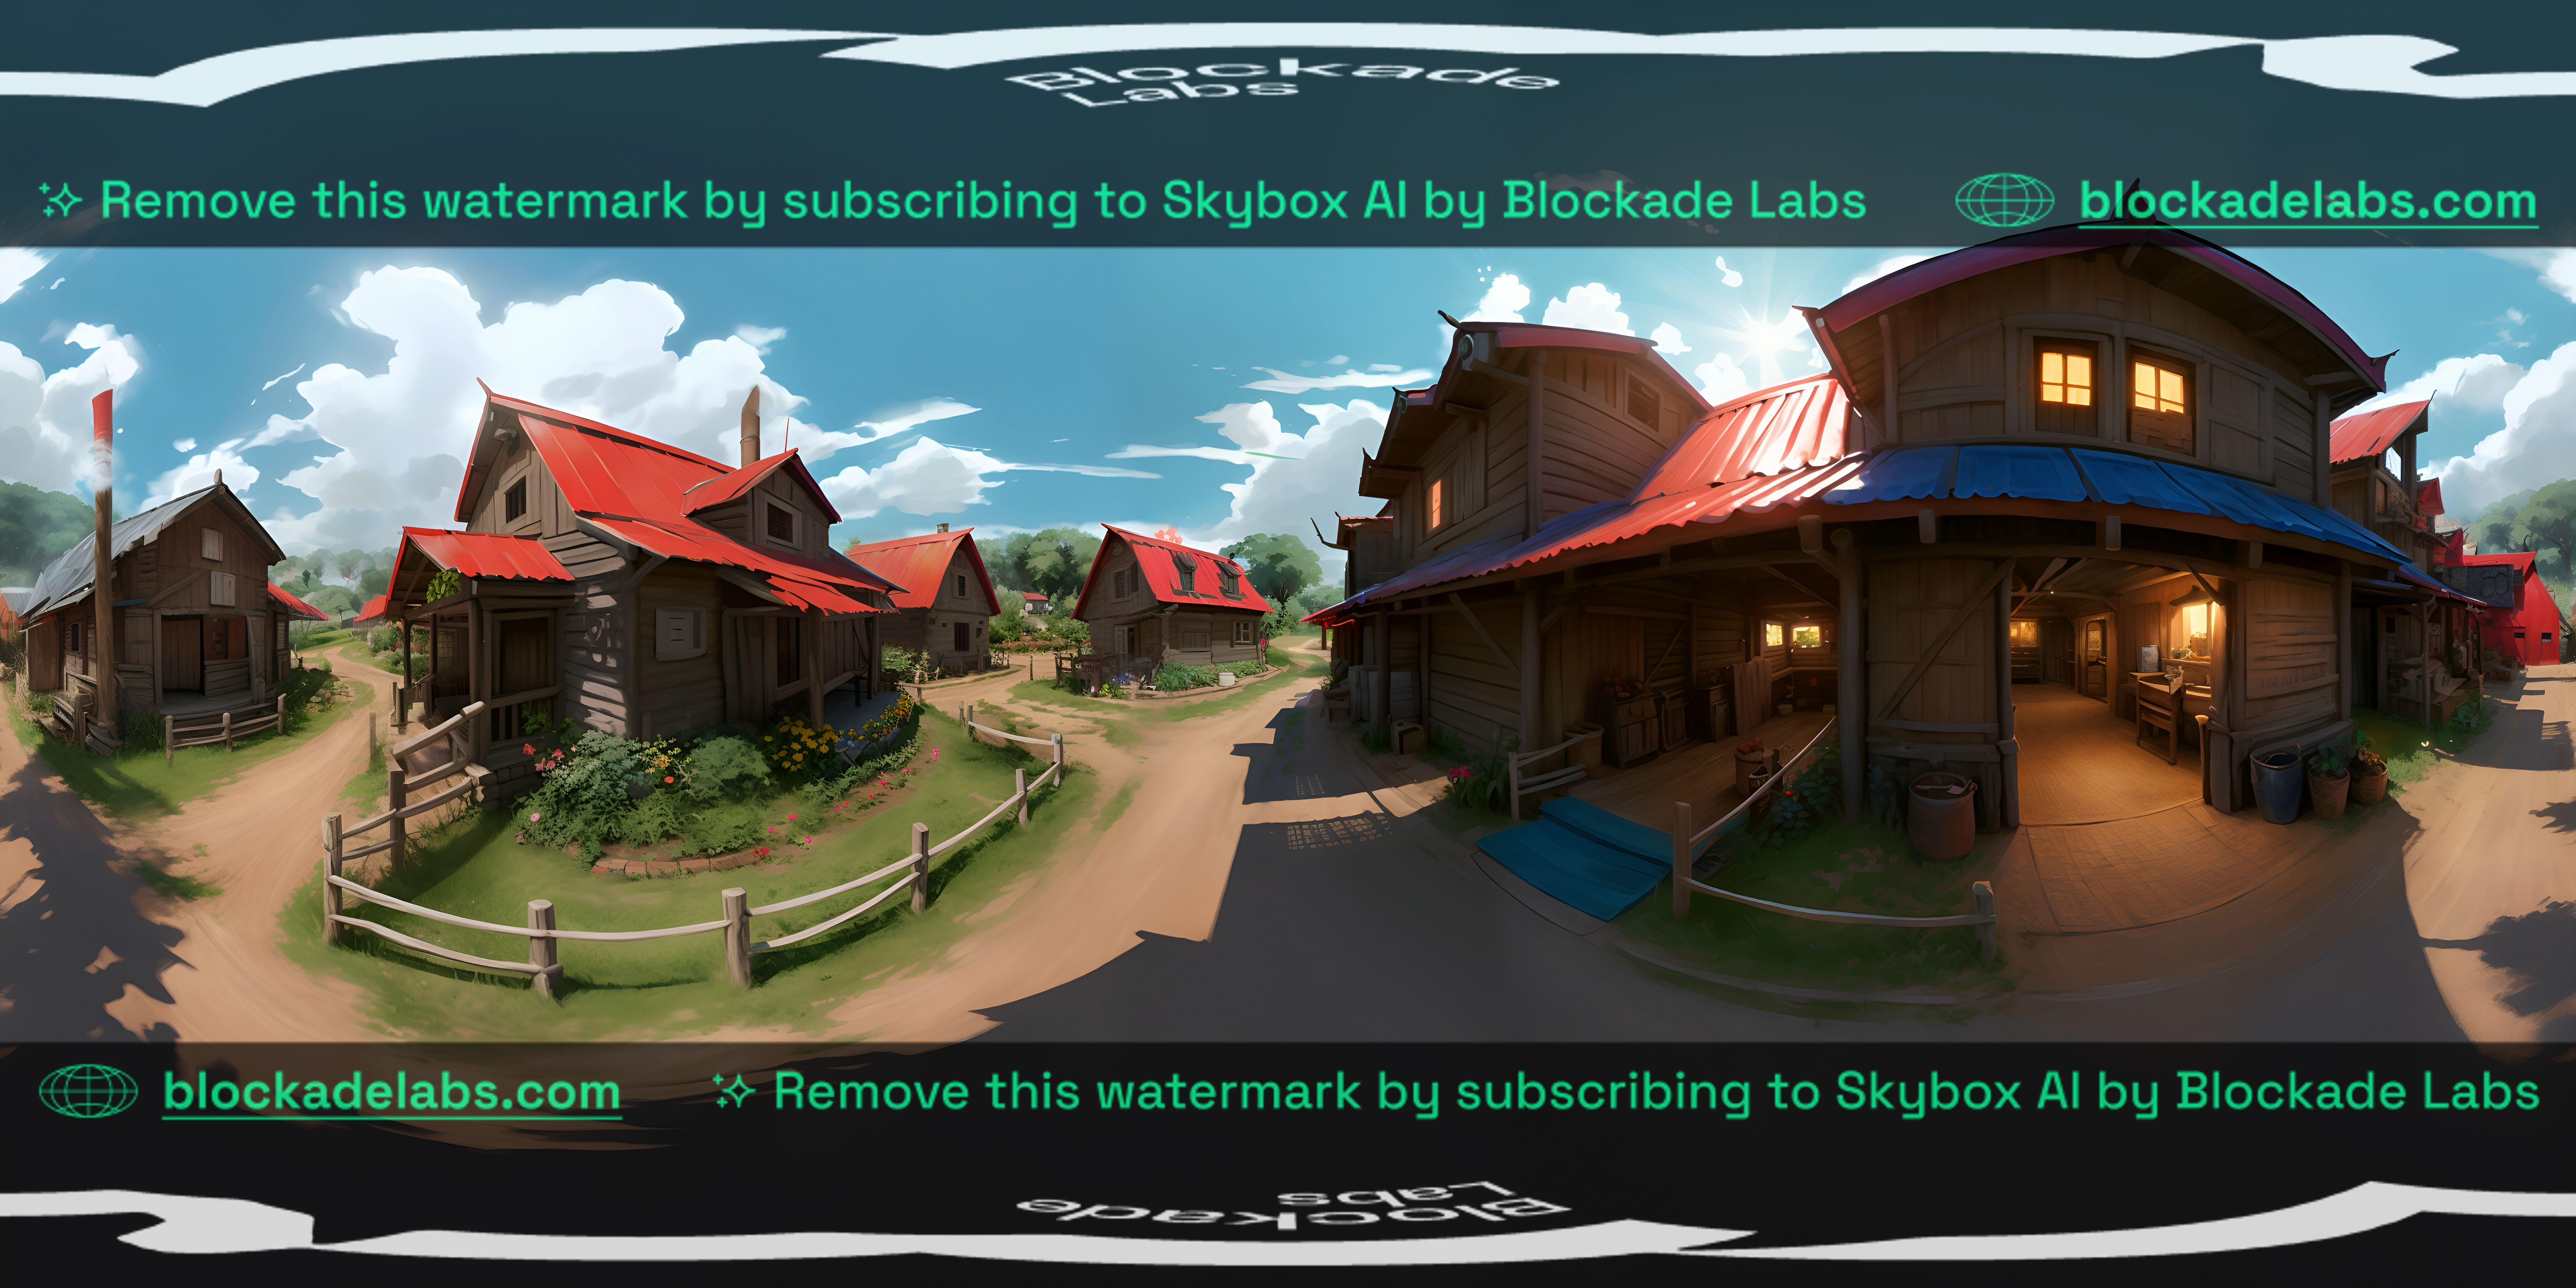 Blockade
Labs
Remove this watermark by subscribing to Skybox AI by Blockade Labs blockadelabs.com
blockadelabs.com Remove this watermark by subscribing to Skybox AI by Blockade Labs
Labs
Blockade